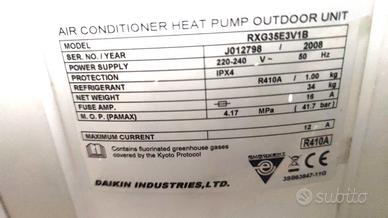 AIR CONDITIONER HEAT PUMP OUTDOOR UNIT
MODEL RXG35E3V1B
SER. NO. / YEAR J012798 / 2008
POWER SUPPLY 220-240 V~ 50 Hz
PROTECTION IPX4
REFRIGERANT R410A / 1.00 kg
NET WEIGHT 34 kg
FUSE AMP. 16 A
M. O. P. (PAMAX) 4.17 MPa (41.7 bar)
MAXIMUM CURRENT 12 A
Contains fluorinated greenhouse gases
covered by the Kyoto Protocol
R410A
CE
3SB63847-11G
DAIKIN INDUSTRIES,LTD.
subito